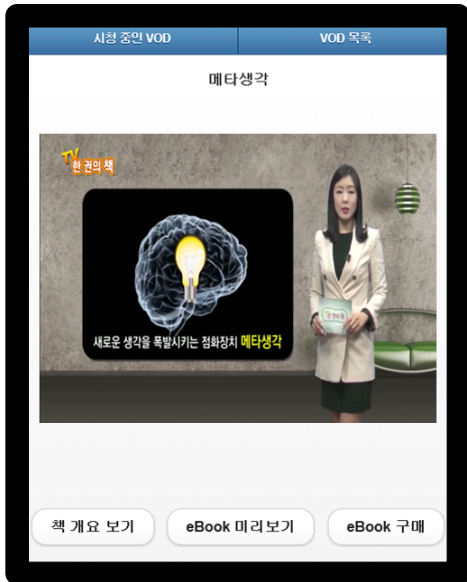 시청 중인 VOD
VOD 목록
메타생각
TV
한 권의 책
새로운 생각을 폭발시키는 점화장치 메타생각
책 개요 보기
eBook 미리보기
eBook 구매